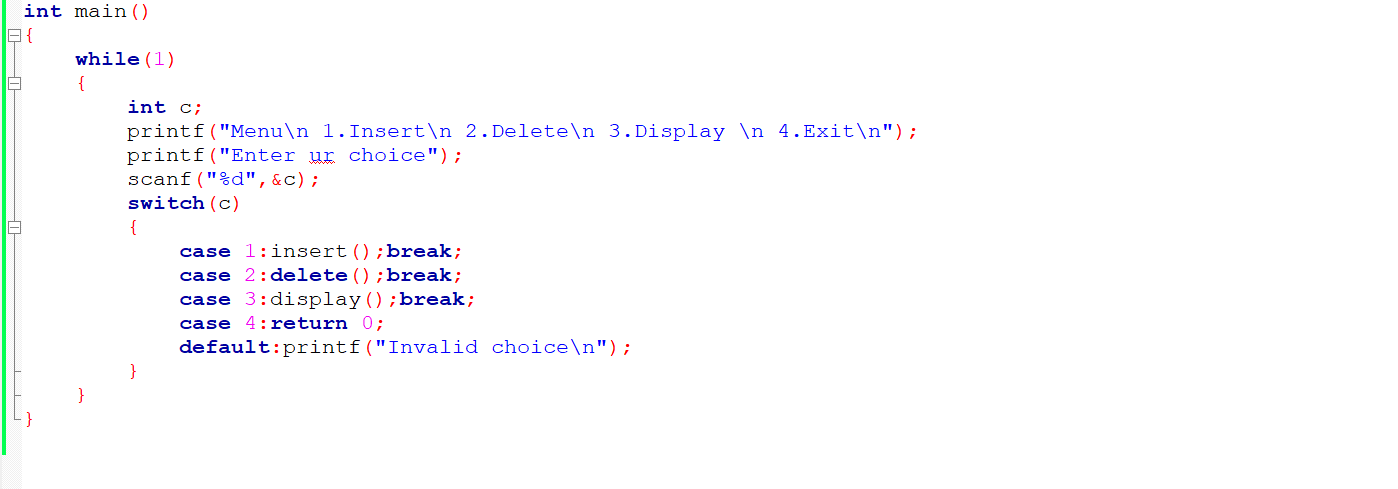 int main()
{
while(1)
{
int c;
printf("Menu\n 1.Insert\n 2.Delete\n 3.Display \n 4.Exit\n");
printf("Enter ur choice");
scanf("%d",&c);
switch(c)
{
case 1:insert();break;
case 2:delete();break;
case 3:display();break;
case 4:return 0;
default:printf("Invalid choice\n");
}
}
}